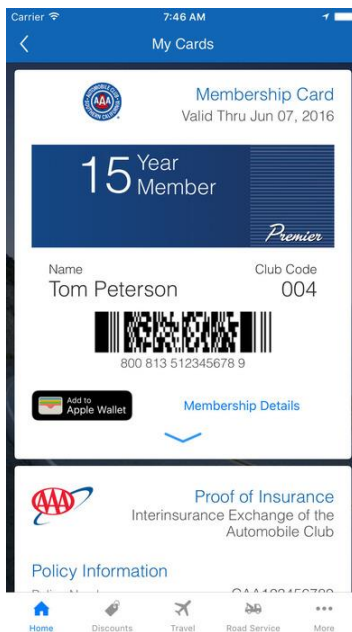 Carrier 7:46 AM
My Cards
AAA
Membership Card
Valid Thru Jun 07, 2016
15 Year
Member
Premier
Name
Club Code
Tom Peterson
004
800 813 512345678 9
Add to
Apple Wallet
Membership Details
AAA
Proof of Insurance
Interinsurance Exchange of the
Automobile Club
Policy Information
Home
Discounts
Travel
Road Service
More